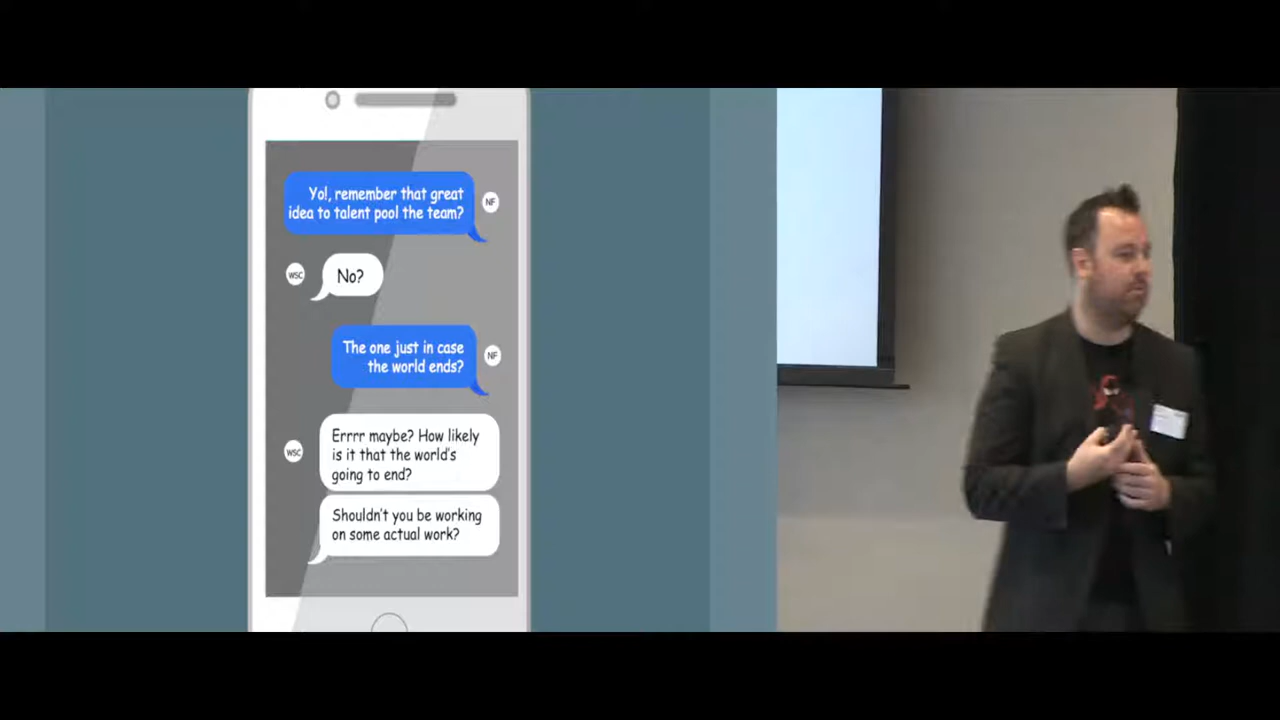 Yo!, remember that great
idea to talent pool the team?
NF
WSC
No?
The one just in case
the world ends?
NF
Errrr maybe? How likely
is it that the world's
going to end?
WSC
Shouldn't you be working
on some actual work?